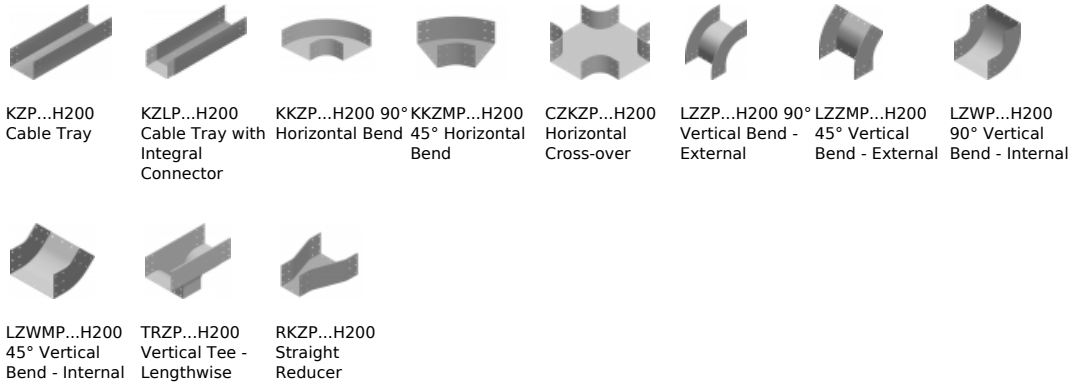 KZP...H200
Cable Tray
KZLP...H200
Cable Tray with
Integral
Connector
KKZP...H200 90°
Horizontal Bend
KKZMP...H200
45° Horizontal
Bend
CZKZP...H200
Horizontal
Cross-over
LZZP...H200 90°
Vertical Bend -
External
LZZMP...H200
45° Vertical
Bend - External
LZWP...H200
90° Vertical
Bend - Internal
LZWMP...H200
45° Vertical
Bend - Internal
TRZP...H200
Vertical Tee -
Lengthwise
RKZP...H200
Straight
Reducer